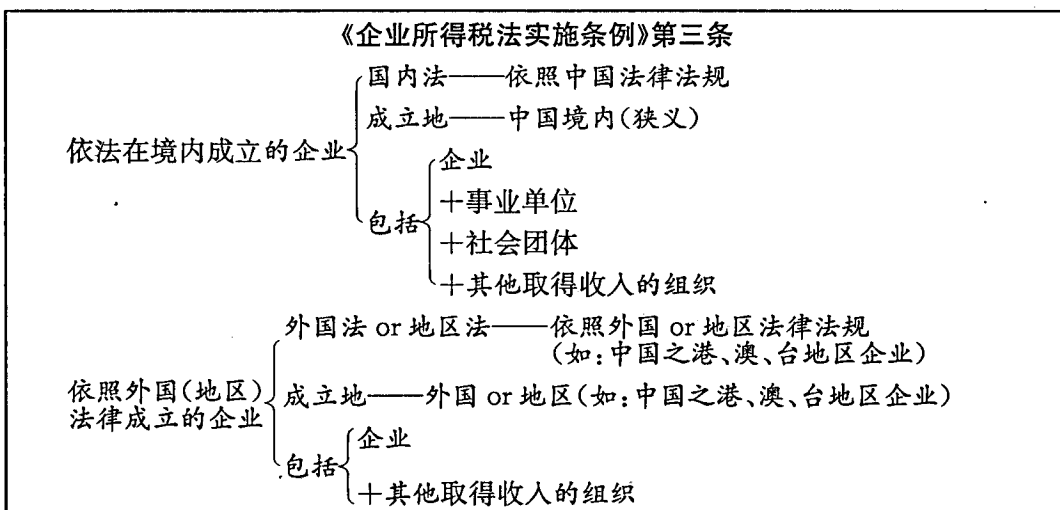 《企业所得税法实施条例》第三条
国内法——依照中国法律法规
成立地——中国境内(狭义)
依法在境内成立的企业
企业
+事业单位
包括
+社会团体
+其他取得收入的组织
外国法 or 地区法——依照外国 or 地区法律法规
(如:中国之港、澳、台地区企业)
依照外国(地区)
法律成立的企业
成立地——外国 or 地区(如:中国之港、澳、台地区企业)
企业
包括
+其他取得收入的组织